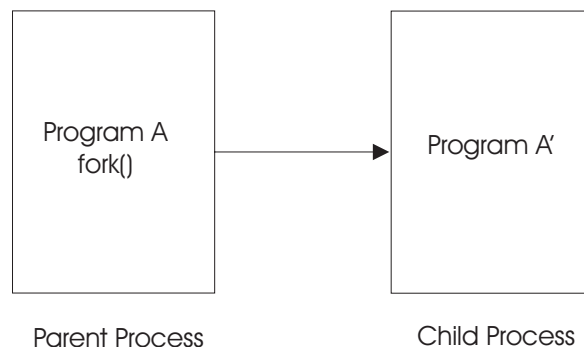 Program A
fork()
Program A'
Parent Process
Child Process